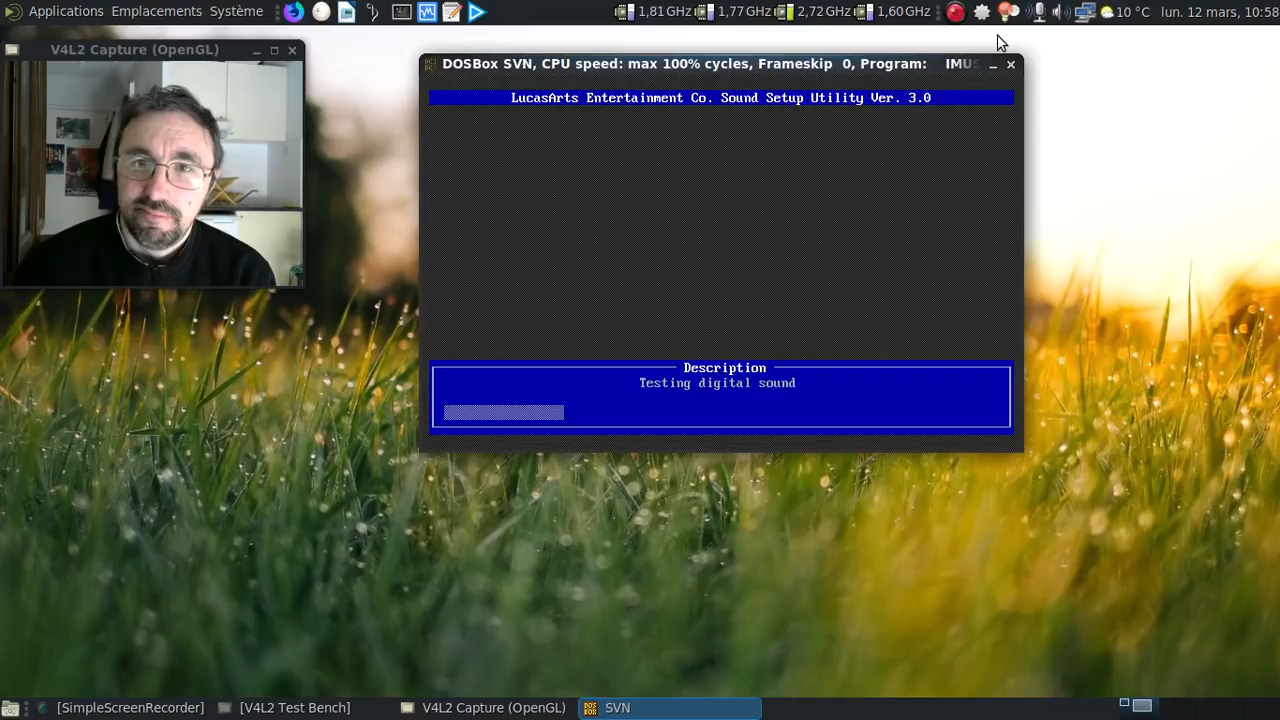 Applications Emplacements Système 1,81 GHz 1,77 GHz 2,72 GHz 1,60 GHz 10 °C lun. 12 mars, 10:58
V4L2 Capture (OpenGL)
DOSBox SVN, CPU speed: max 100% cycles, Frameskip 0, Program: IMUS
LucasArts Entertainment Co. Sound Setup Utility Ver. 3.0
Description
Testing digital sound
[SimpleScreenRecorder] [V4L2 Test Bench] V4L2 Capture (OpenGL) SVN